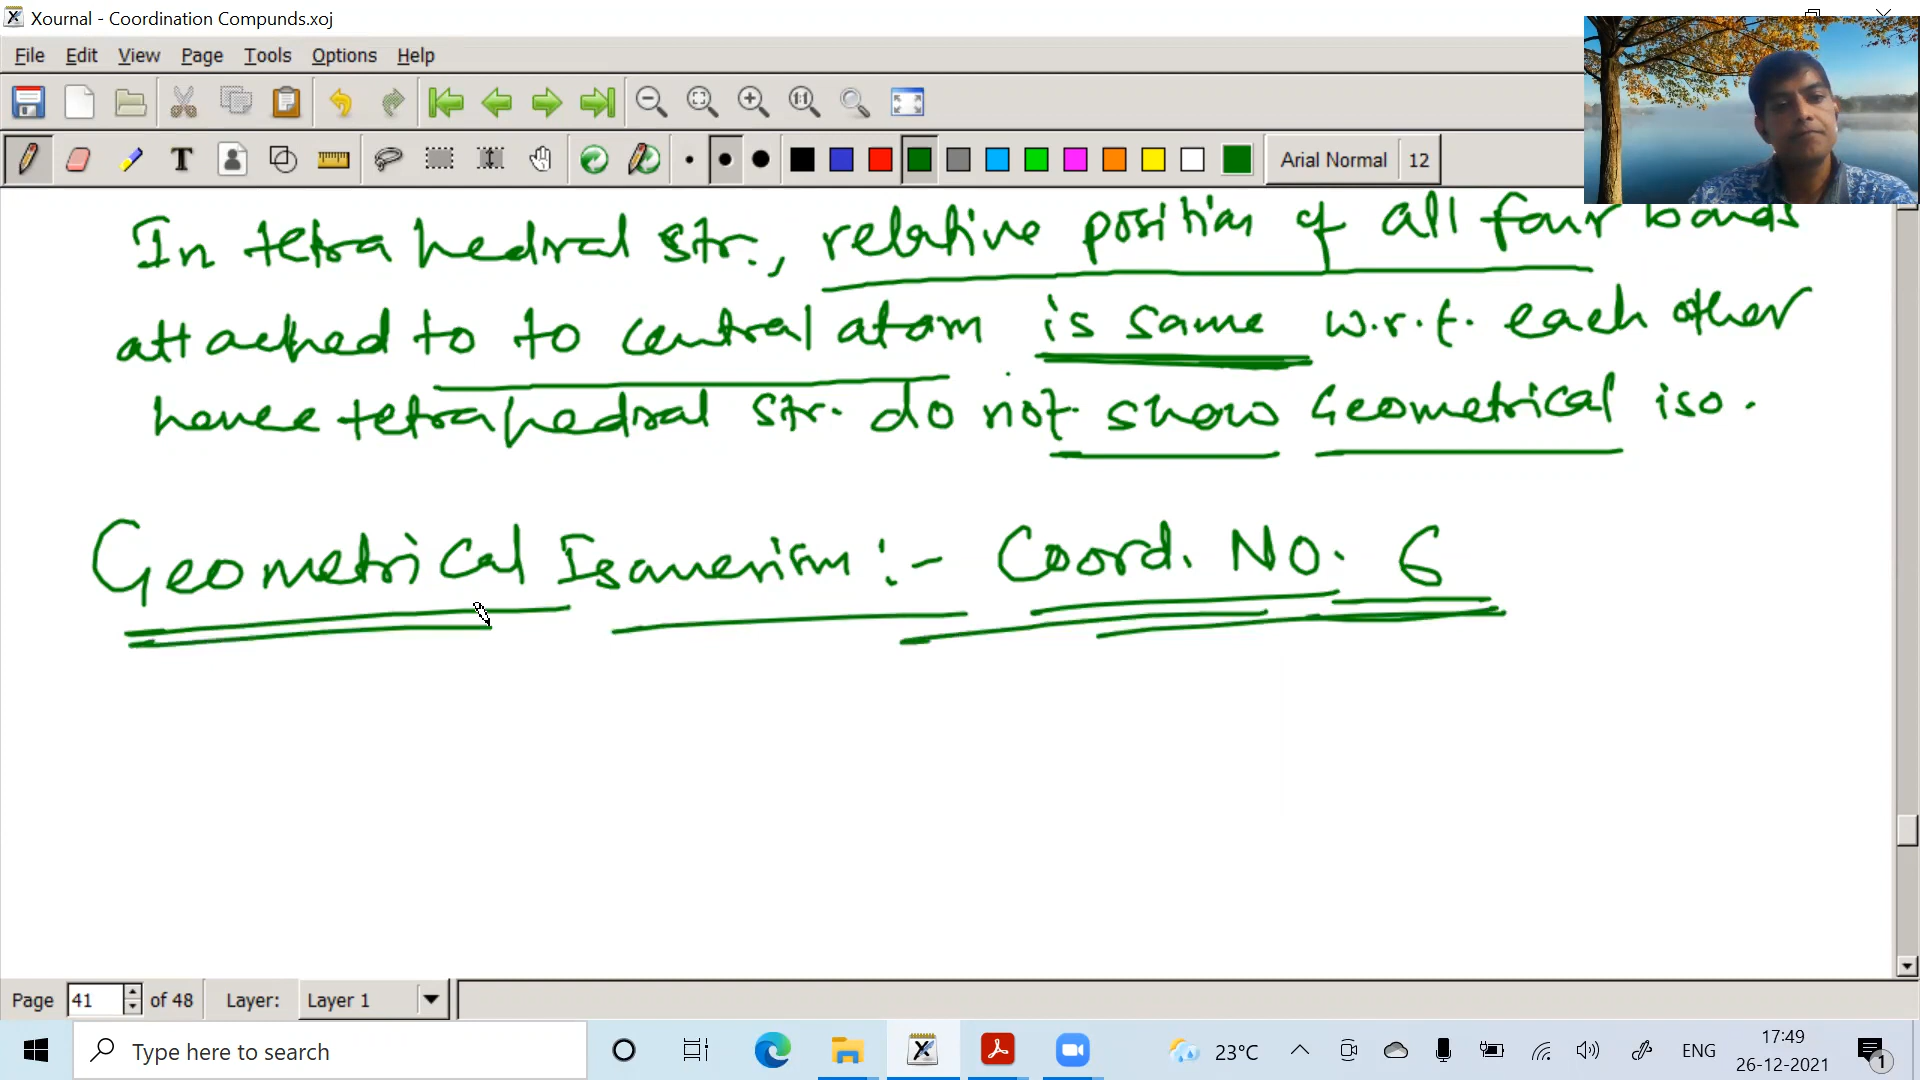 Xournal - Coordination Compunds.xoj
File Edit View Page Tools Options Help
Arial Normal 12
In tetrahedral str., relative position of all four bonds
attached to to central atom is same w.r.t. each other
hence tetrahedral str. do not show Geometrical iso.
Geometrical Isomerism :- Coord. No. 6
Page 41 of 48 Layer: Layer 1
Type here to search
23°C
ENG
17:49
26-12-2021
1